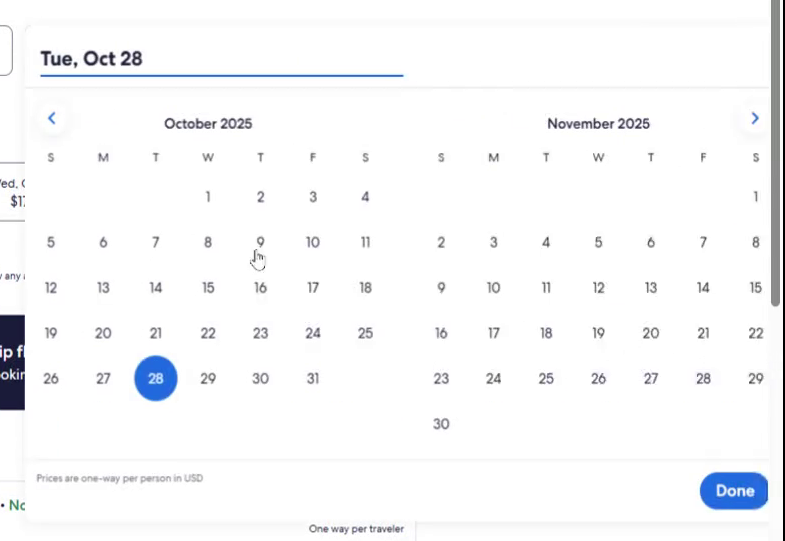 Tue, Oct 28
October 2025
S M T W T F S
1 2 3 4
5 6 7 8 9 10 11
12 13 14 15 16 17 18
19 20 21 22 23 24 25
26 27 28 29 30 31
November 2025
S M T W T F S
1
2 3 4 5 6 7 8
9 10 11 12 13 14 15
16 17 18 19 20 21 22
23 24 25 26 27 28 29
30
Prices are one-way per person in USD
Done
One way per traveler
any